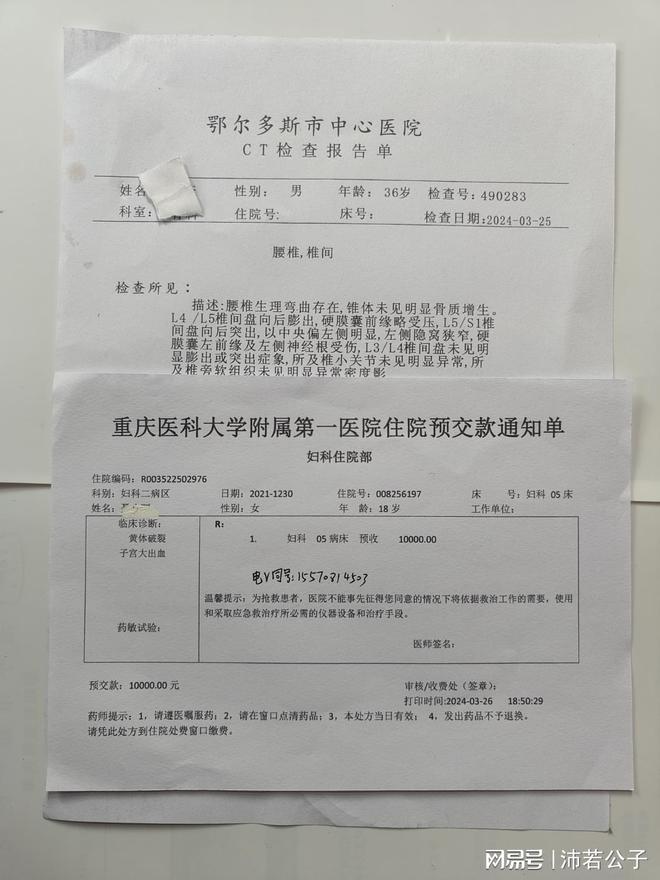 鄂尔多斯市中心医院
CT检查报告单
姓名 性别: 男 年龄: 36岁 检查号: 490283
科室: 住院号: 床号: 检查日期:2024-03-25
腰椎,椎间
检查所见:
描述:腰椎生理弯曲存在,锥体未见明显骨质增生。
L4 /L5椎间盘向后膨出,硬膜囊前缘略受压,L5/S1椎
间盘向后突出,以中央偏左侧明显,左侧隐窝狭窄,硬
膜囊左前缘及左侧神经根受伤,L3/L4椎间盘未见明
显膨出或突出症象,所及椎小关节未见明显异常,所
及椎旁软组织未见明显异常密度影
重庆医科大学附属第一医院住院预交款通知单
妇科住院部
住院编码: R003522502976
科别: 妇科二病区 日期: 2021-1230 住院号: 008256197 床 号: 妇科 05 床
姓名: 性别: 女 年 龄: 18 岁 工作单位:
临床诊断: R:
黄体破裂 1. 妇科 05 病床 预收 10000.00
子宫大出血
电V同号:15570314503
温馨提示: 为抢救患者, 医院不能事先征得您同意的情况下将依据救治工作的需要, 使用
和采取应急救治疗所必需的仪器设备和治疗手段。
药敏试验:
医师签名:
预交款: 10000.00 元 审核/收费处(签章):
打印时间:2024-03-26 18:50:29
药师提示: 1, 请遵医嘱服药; 2, 请在窗口点清药品; 3, 本处方当日有效; 4, 发出药品不予退换。
请凭此处方到住院处费窗口缴费。
网易号 | 沛若公子